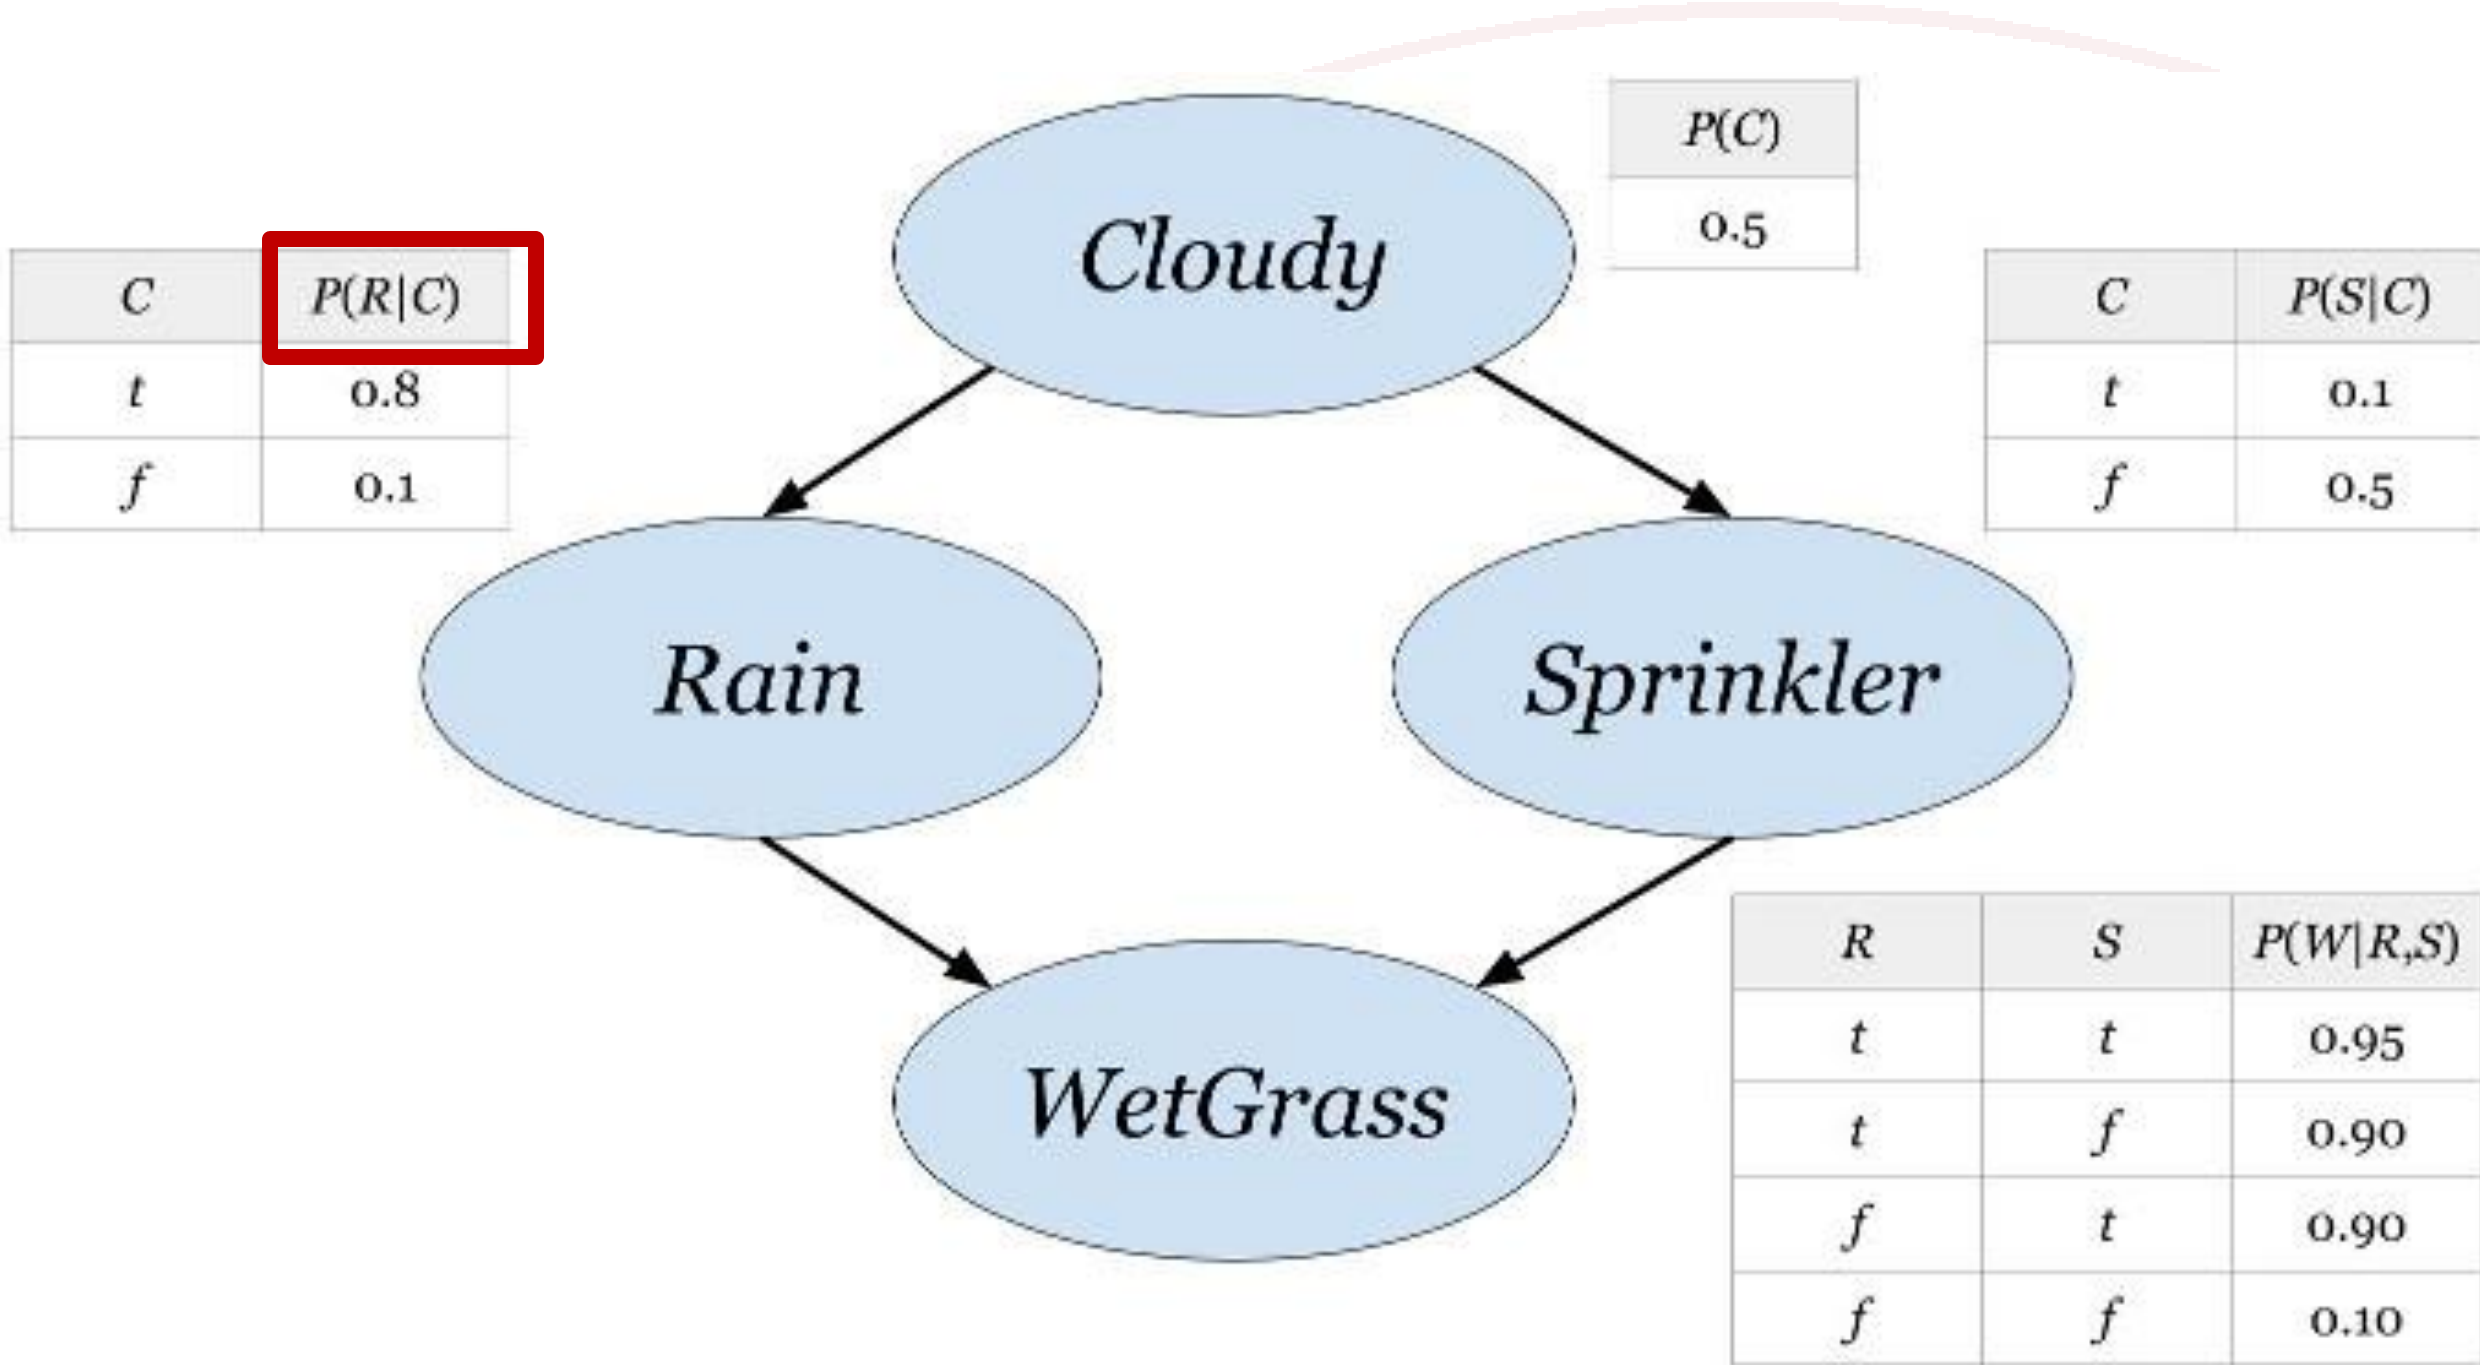 P(C)
0.5
Cloudy
C P(R|C)
t 0.8
f 0.1
C P(S|C)
t 0.1
f 0.5
Rain
Sprinkler
WetGrass
R S P(W|R,S)
t t 0.95
t f 0.90
f t 0.90
f f 0.10